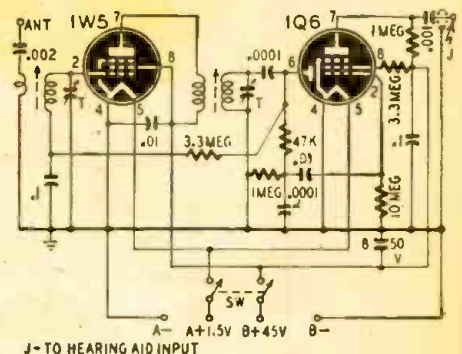 ANT
1W5
7
1Q6
7
1MEG
.001
J
.002
2
8
.0001
6
8
2
T
4
5
T
4
5
3.3MEG
.01
3.3MEG
47K
.01
.1
.1
1MEG
.0001
10 MEG
50
V
SW
A-
A+1.5V
B+45V
B-
J-TO HEARING AID INPUT